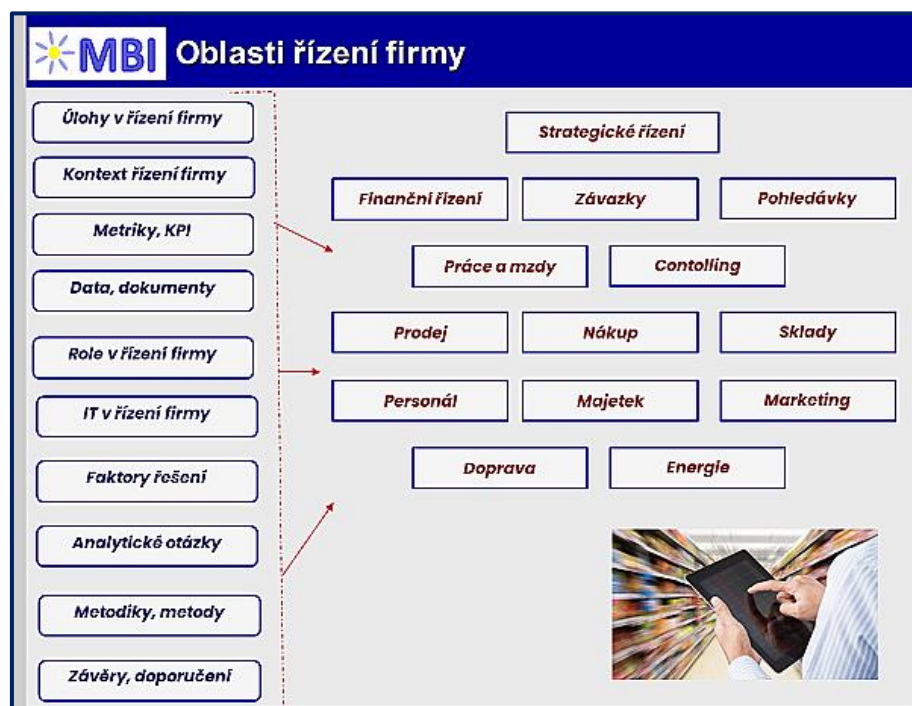 MBI Oblasti řízení firmy
Úlohy v řízení firmy
Kontext řízení firmy
Metriky, KPI
Data, dokumenty
Role v řízení firmy
IT v řízení firmy
Faktory řešení
Analytické otázky
Metodiky, metody
Závěry, doporučení
Strategické řízení
Finanční řízení
Závazky
Pohledávky
Práce a mzdy
Contolling
Prodej
Nákup
Sklady
Personál
Majetek
Marketing
Doprava
Energie